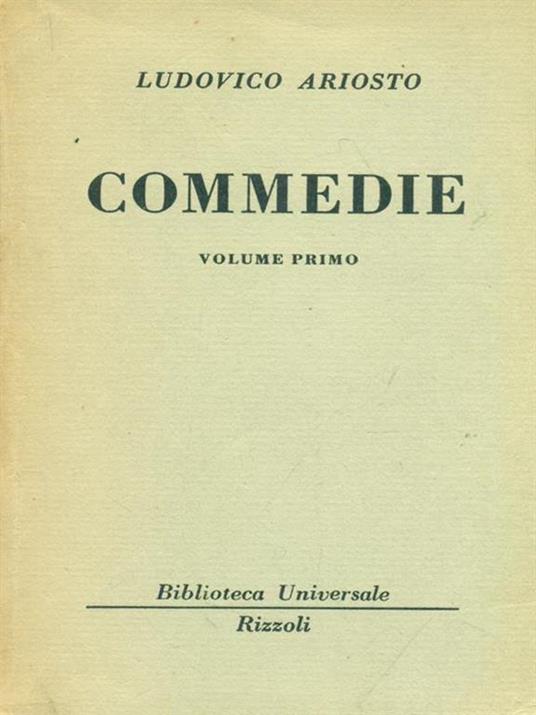 LUDOVICO ARIOSTO
COMMEDIE
VOLUME PRIMO
Biblioteca Universale
Rizzoli